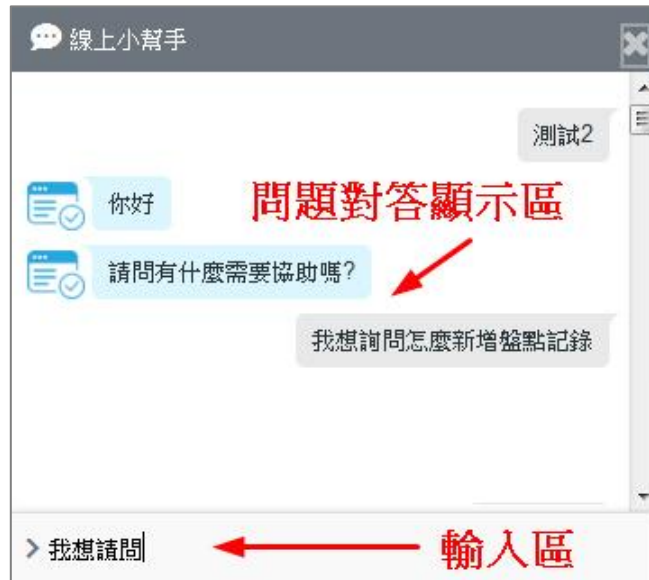 線上小幫手
測試2
你好
問題對答顯示區
請問有什麼需要協助嗎?
我想詢問怎麼新增盤點記錄
> 我想請問
輸入區